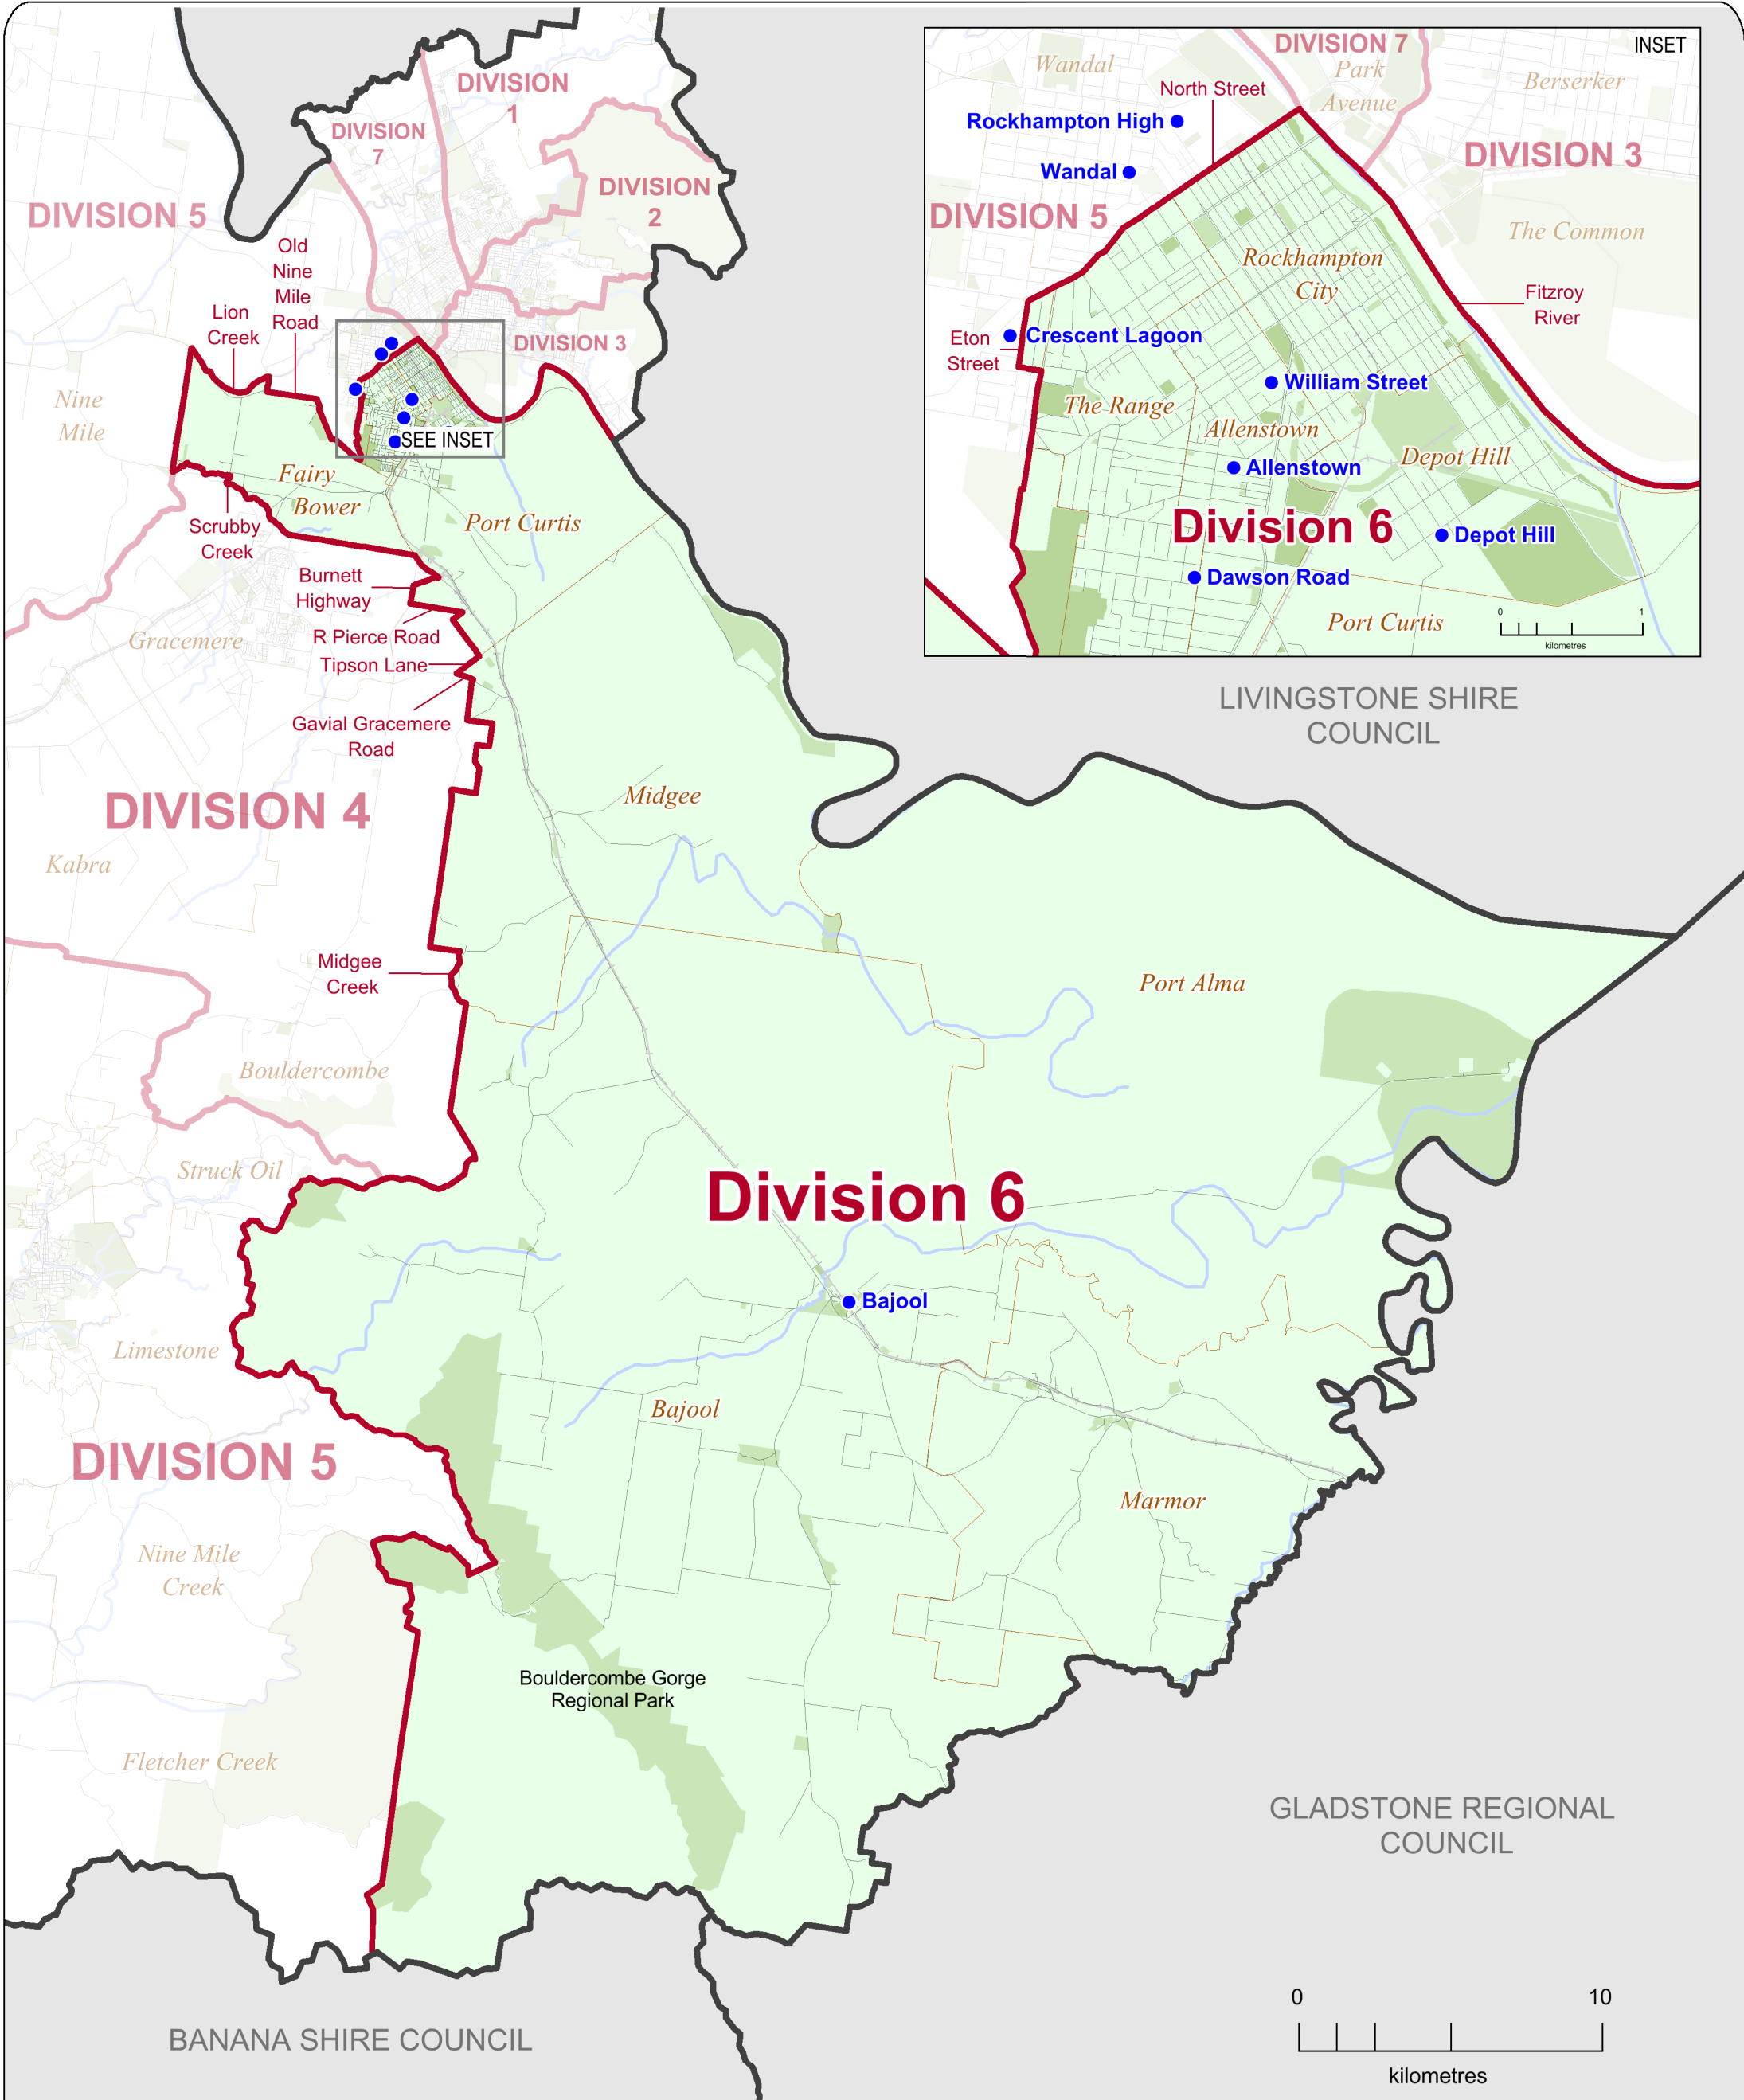 INSET
DIVISION 7
Wandal
Park
Avenue
Berserker
North Street
Rockhampton High
Wandal
DIVISION 3
DIVISION 5
The Common
Rockhampton
City
Fitzroy
River
Eton
Street
Crescent Lagoon
William Street
The Range
Allenstown
Depot Hill
Allenstown
Division 6
Depot Hill
Dawson Road
Port Curtis
0 1
kilometres
DIVISION
1
DIVISION
7
DIVISION
2
DIVISION 5
Old
Nine
Mile
Road
Lion
Creek
DIVISION 3
Nine
Mile
SEE INSET
Fairy
Bower
Port Curtis
Scrubby
Creek
Burnett
Highway
Gracemere
R Pierce Road
Tipson Lane
Gavial Gracemere
Road
LIVINGSTONE SHIRE
COUNCIL
DIVISION 4
Midgee
Kabra
Midgee
Creek
Port Alma
Bouldercombe
Struck Oil
Division 6
Bajool
Limestone
Bajool
DIVISION 5
Marmor
Nine Mile
Creek
Bouldercombe Gorge
Regional Park
Fletcher Creek
GLADSTONE REGIONAL
COUNCIL
BANANA SHIRE COUNCIL
0 10
kilometres